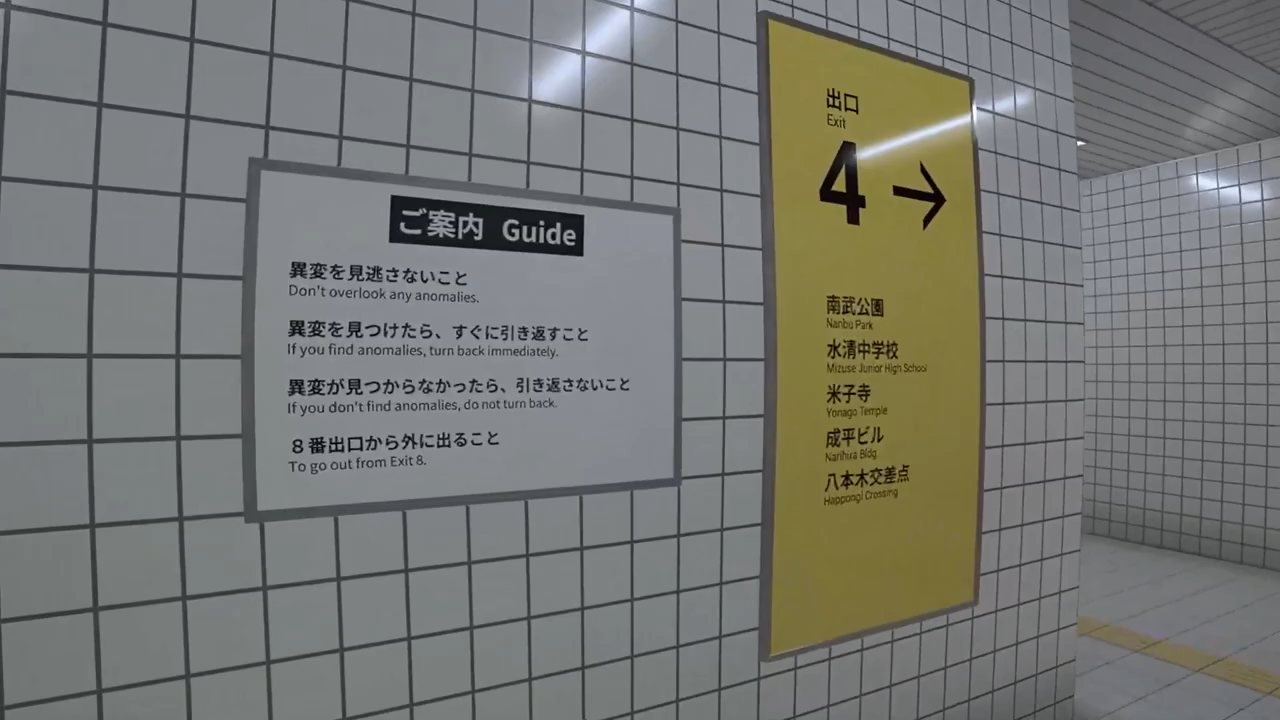 ご案内 Guide
異変を見逃さないこと
Don't overlook any anomalies.
異変を見つけたら、すぐに引き返すこと
If you find anomalies, turn back immediately.
異変が見つからなかったら、引き返さないこと
If you don't find anomalies, do not turn back.
８番出口から外に出ること
To go out from Exit 8.
出口
Exit
4 →
南武公園
Nanbu Park
水清中学校
Mizuse Junior High School
米子寺
Yonago Temple
成平ビル
Narihira Bldg.
八本木交差点
Happongi Crossing